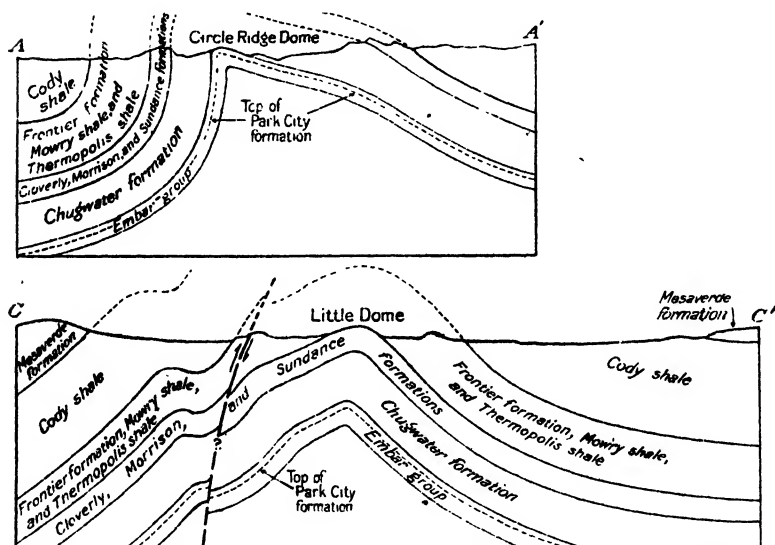 A
Circle Ridge Dome
A'
Cody
shale
Frontier formation
Mowry shale, and
Thermopolis shale
Cloverly, Morrison, and Sundance formations
Top of
Park City
formation
Chugwater formation
Embar group
C
Little Dome
Mesaverde
formation
C'
Mesaverde
formation
Cody shale
Sundance
and
formations
Frontier formation, Mowry shale,
and Thermopolis shale
Cody shale
Frontier formation, Mowry shale,
and Thermopolis shale
Cloverly, Morrison,
?
Chugwater formation
Embar group
Top of
Park City
formation